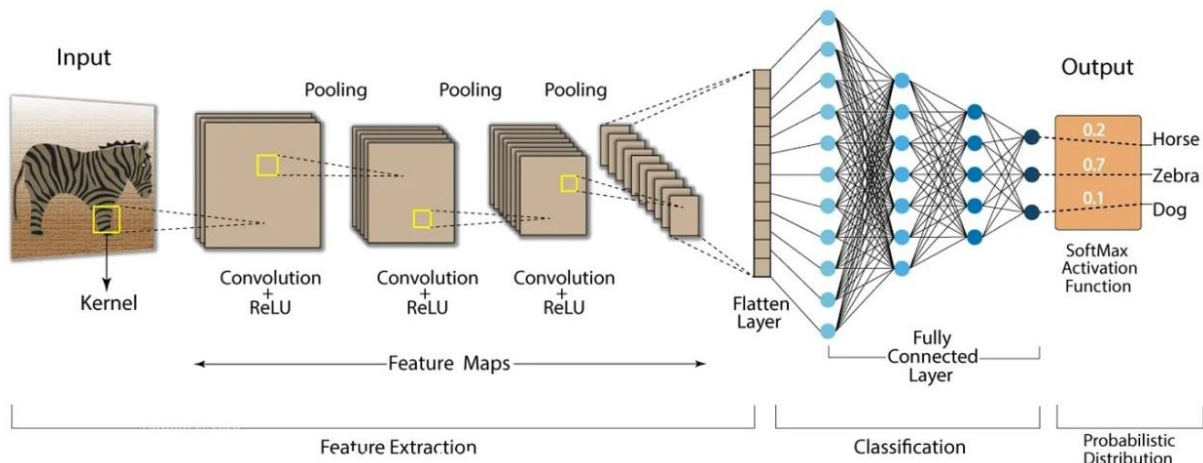 Input
Kernel
Pooling
Pooling
Pooling
Convolution
+
ReLU
Convolution
+
ReLU
Convolution
+
ReLU
Feature Maps
Flatten
Layer
Fully
Connected
Layer
Output
0.2
Horse
0.7
Zebra
0.1
Dog
SoftMax
Activation
Function
Feature Extraction
Classification
Probabilistic
Distribution